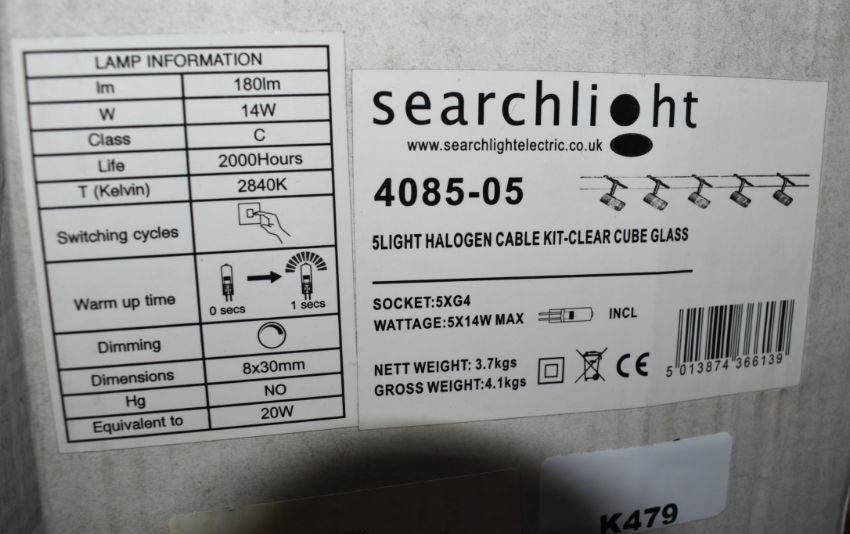 LAMP INFORMATION
lm 180lm
W 14W
Class C
Life 2000Hours
T (Kelvin) 2840K
Switching cycles
Warm up time 0 secs 1 secs
Dimming
Dimensions 8x30mm
Hg NO
Equivalent to 20W
searchlight
www.searchlightelectric.co.uk
4085-05
5LIGHT HALOGEN CABLE KIT-CLEAR CUBE GLASS
SOCKET:5XG4
WATTAGE:5X14W MAX INCL
NETT WEIGHT: 3.7kgs
GROSS WEIGHT:4.1kgs
CE
5 013874 366139
K479